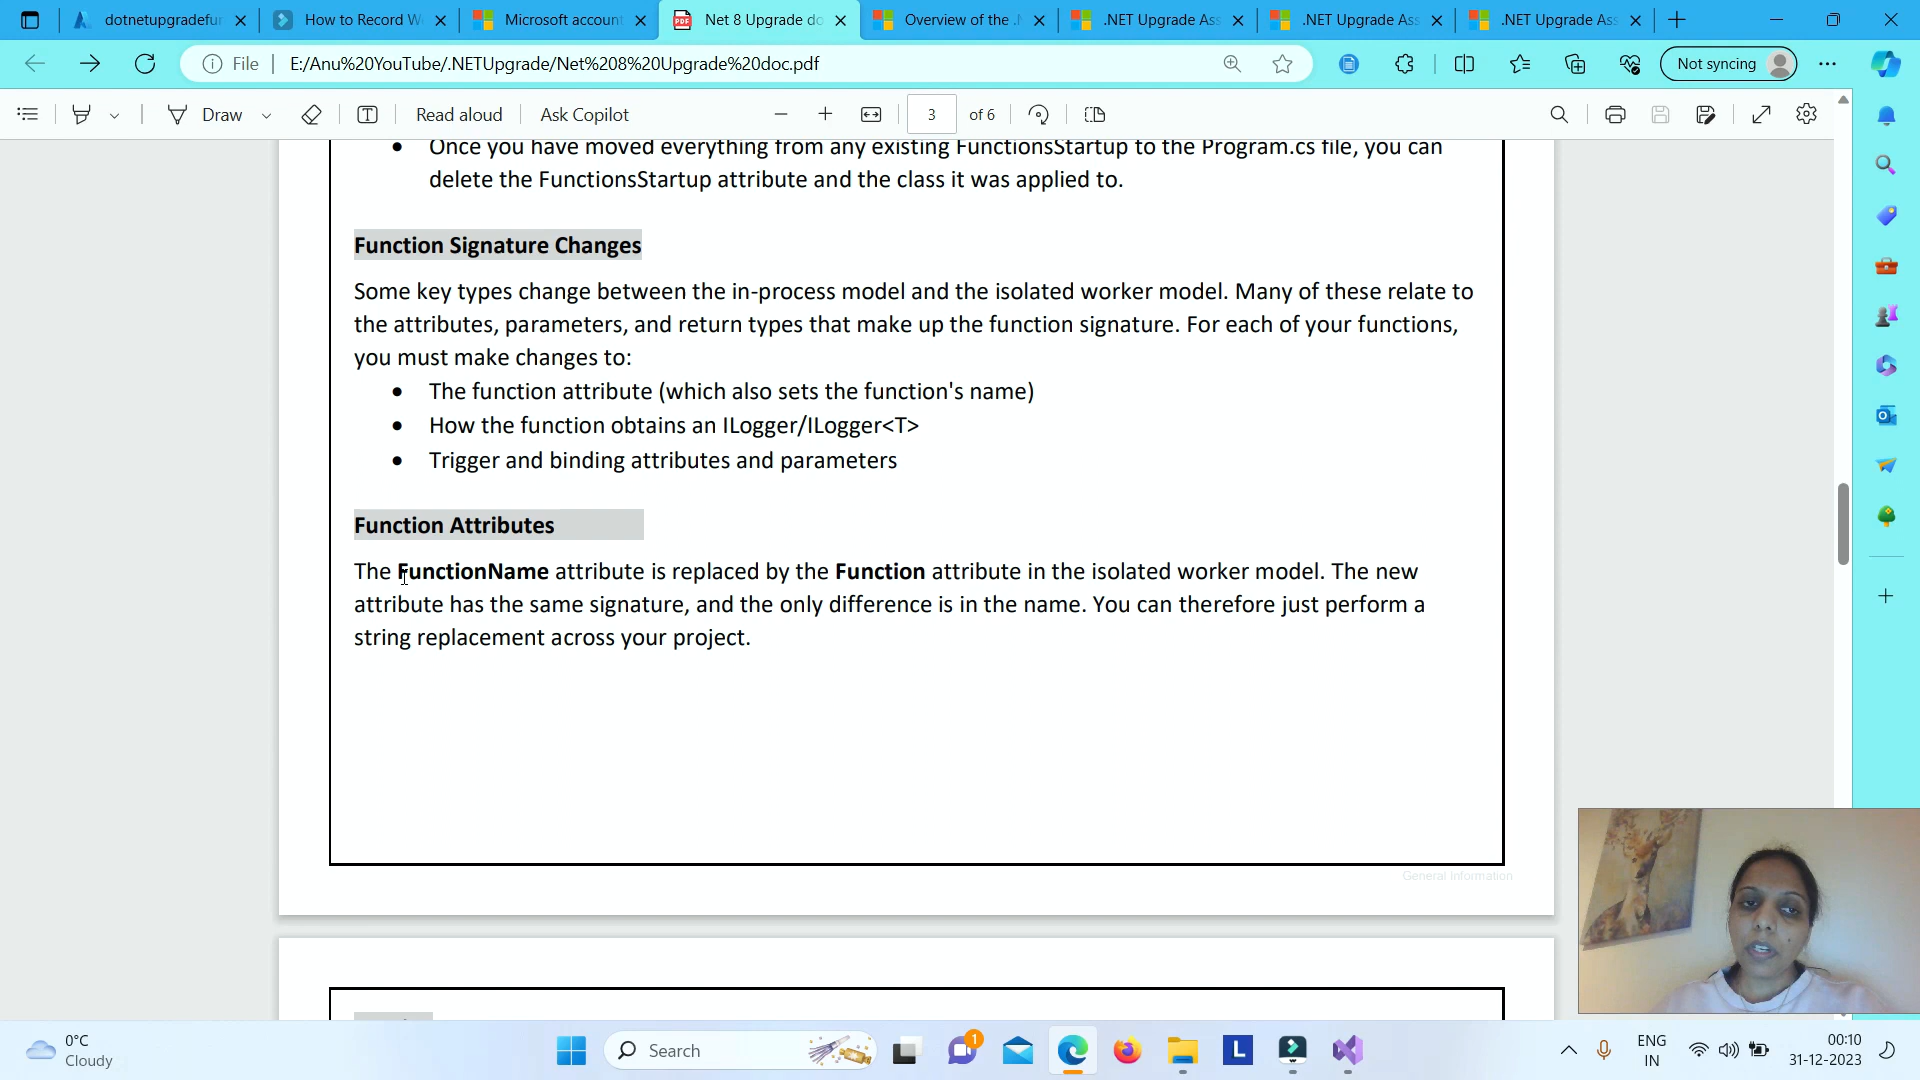 dotnetupgradefu
How to Record W
Microsoft account
Net 8 Upgrade do
Overview of the .
.NET Upgrade Ass
.NET Upgrade Ass
.NET Upgrade Ass
File
E:/Anu%20YouTube/.NETUpgrade/Net%208%20Upgrade%20doc.pdf
Not syncing
Draw
Read aloud
Ask Copilot
3
of 6
Once you have moved everything from any existing FunctionsStartup to the Program.cs file, you can
delete the FunctionsStartup attribute and the class it was applied to.
Function Signature Changes
Some key types change between the in-process model and the isolated worker model. Many of these relate to
the attributes, parameters, and return types that make up the function signature. For each of your functions,
you must make changes to:
• The function attribute (which also sets the function's name)
• How the function obtains an ILogger/ILogger<T>
• Trigger and binding attributes and parameters
Function Attributes
The FunctionName attribute is replaced by the Function attribute in the isolated worker model. The new
attribute has the same signature, and the only difference is in the name. You can therefore just perform a
string replacement across your project.
General Information
0°C
Cloudy
Search
1
L
ENG
IN
00:10
31-12-2023